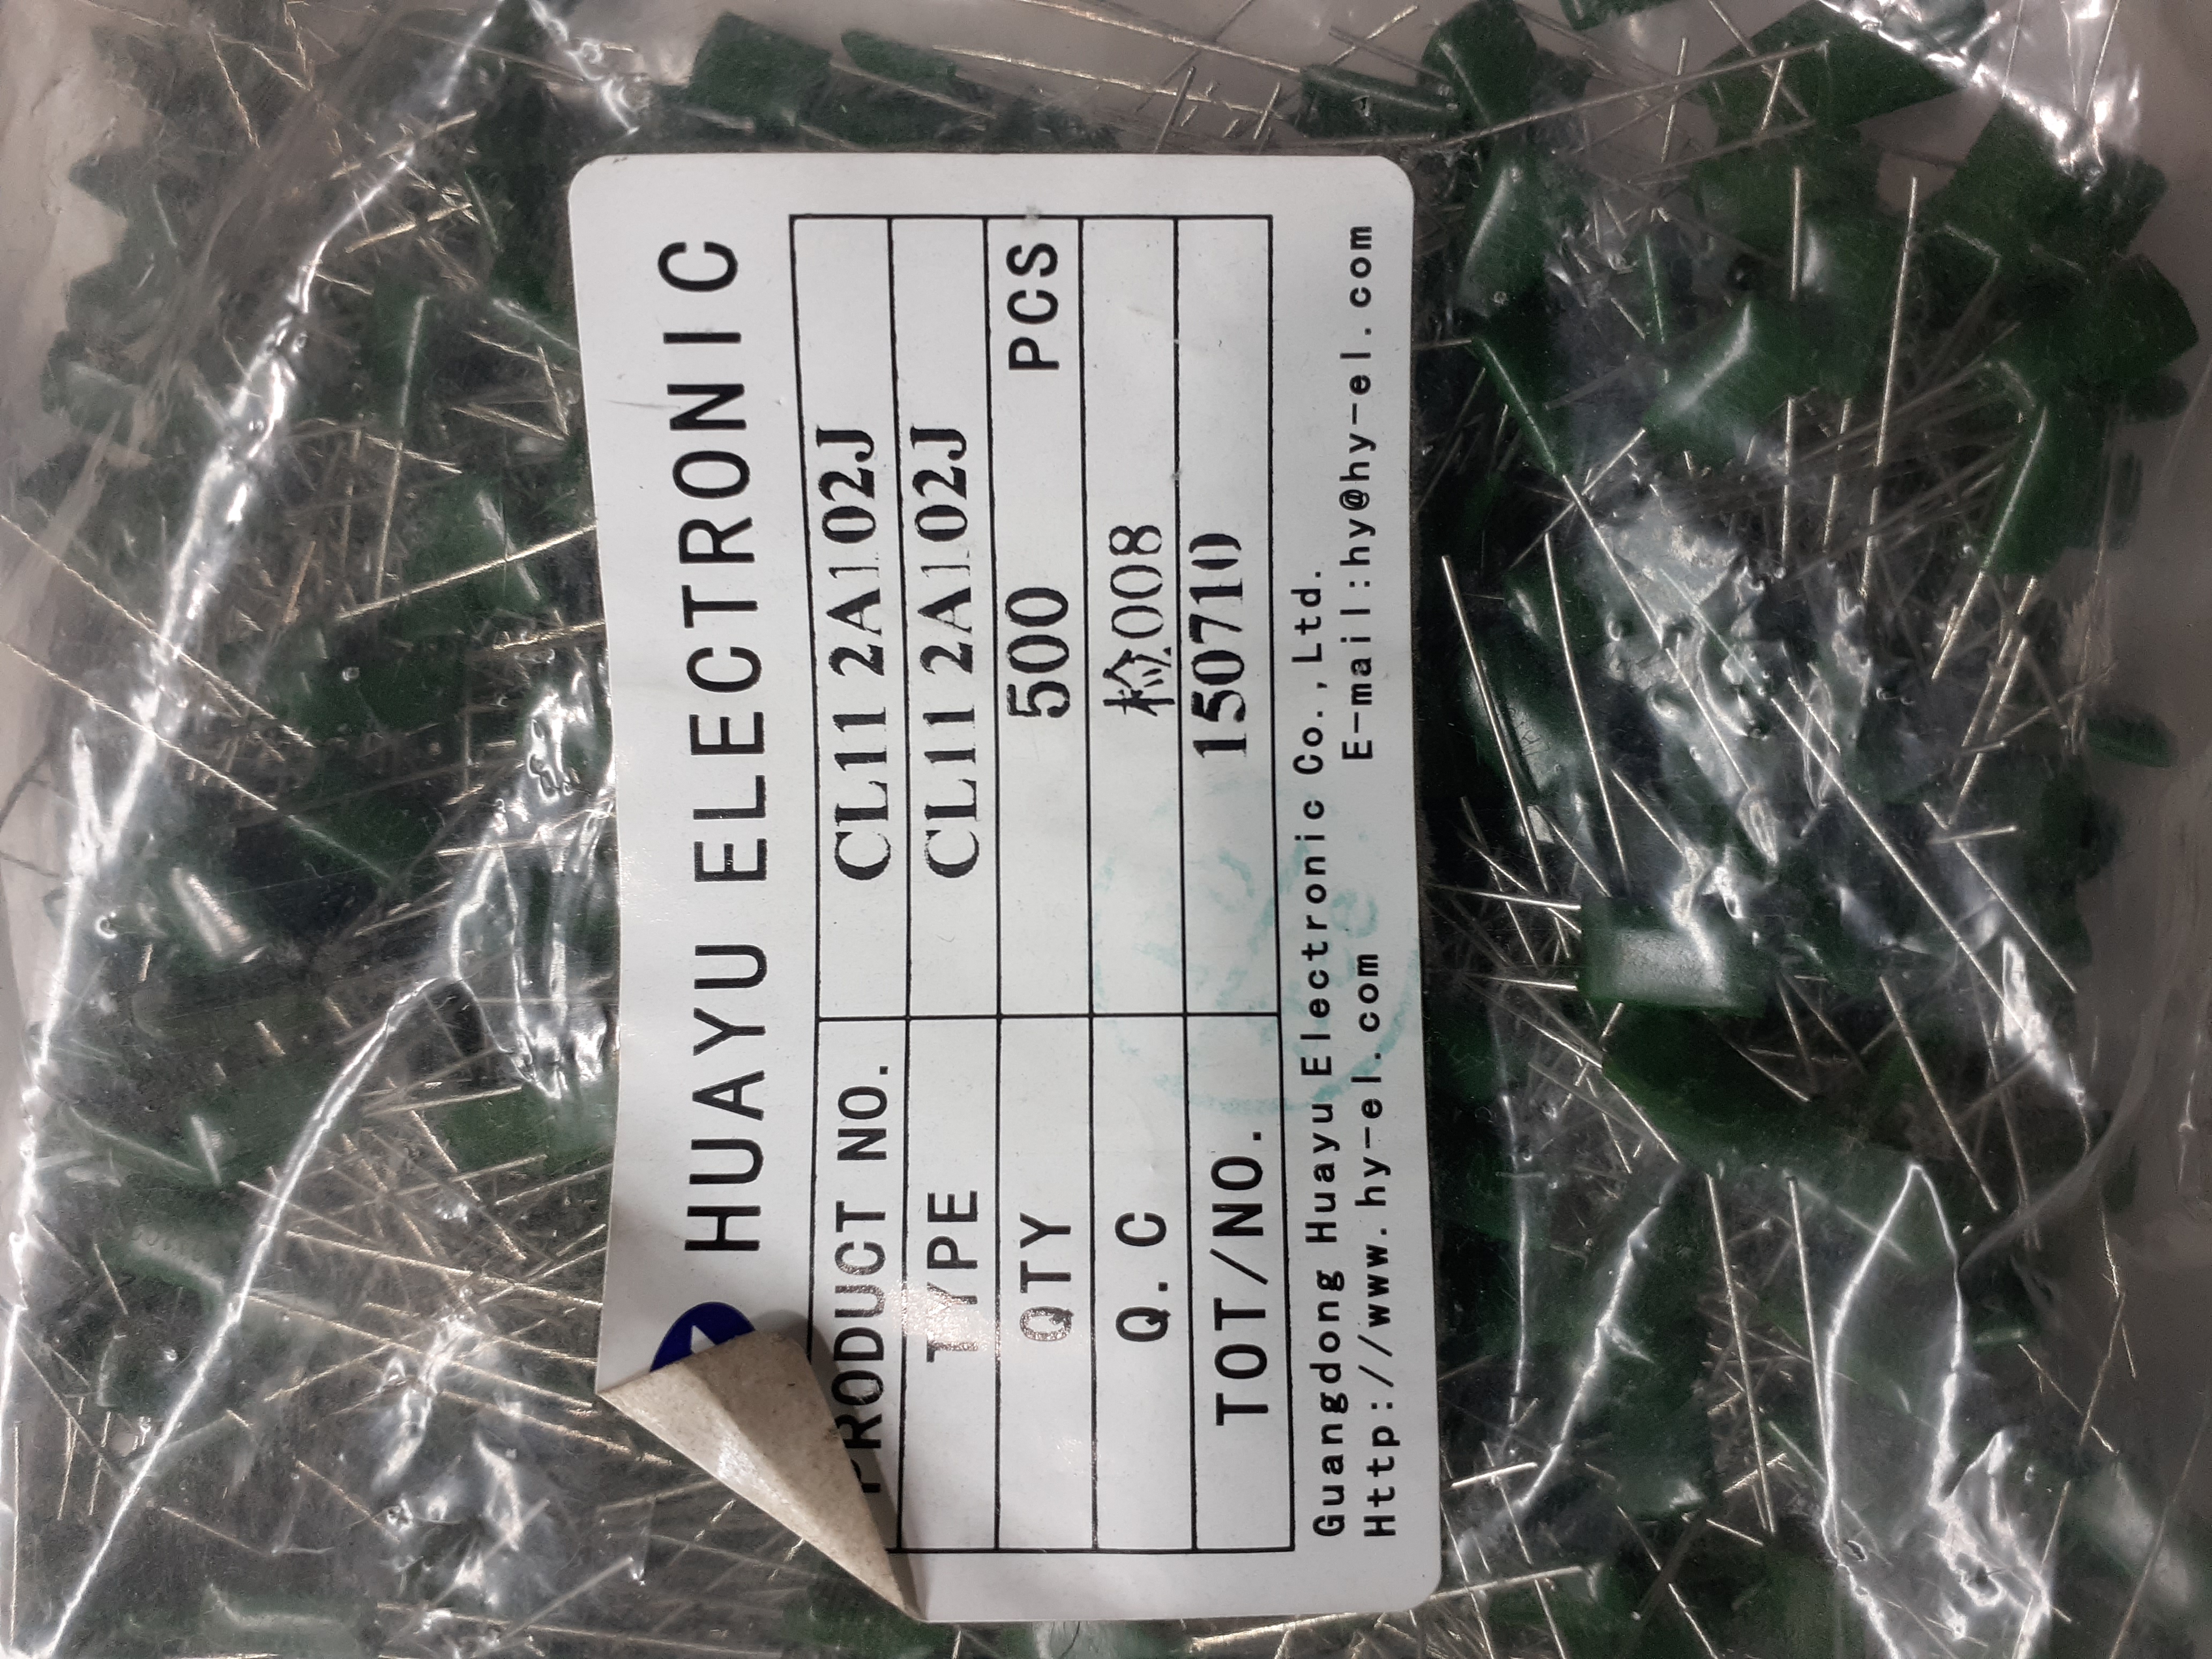 HUAYU ELECTRONIC
PRODUCT NO. CL11 2A102J
TYPE CL11 2A102J
QTY 500 PCS
Q.C 检008
TOT/NO. 150710
Guangdong Huayu Electronic Co.,Ltd.
Http://www.hy-el.com E-mail:hy@hy-el.com